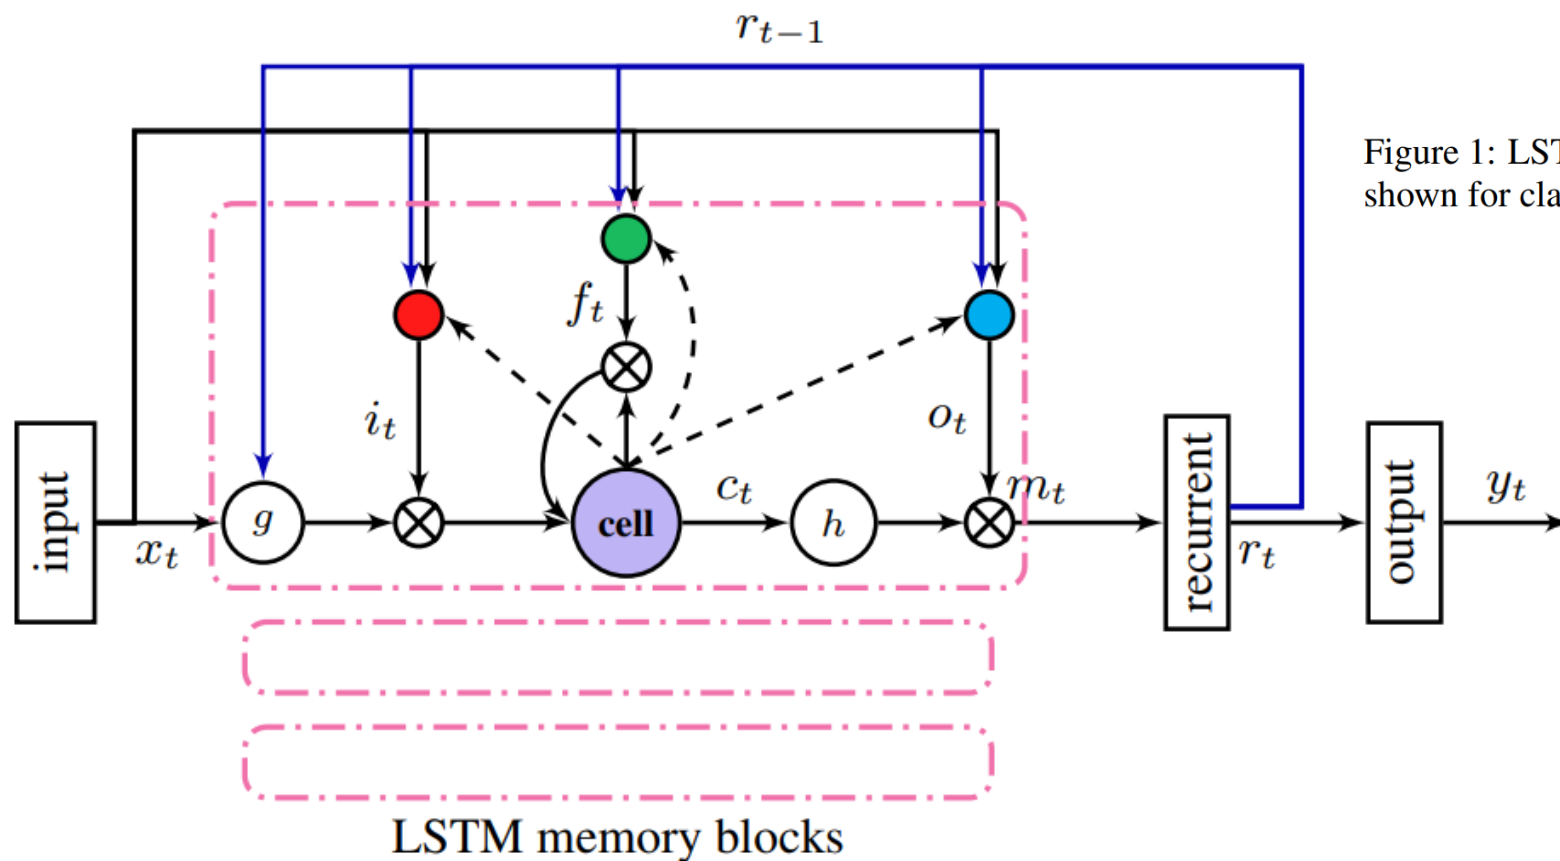 r_{t-1}
Figure 1: LST
shown for cla
f_t
i_t
o_t
input
x_t
g
cell
c_t
h
m_t
recurrent
r_t
output
y_t
LSTM memory blocks